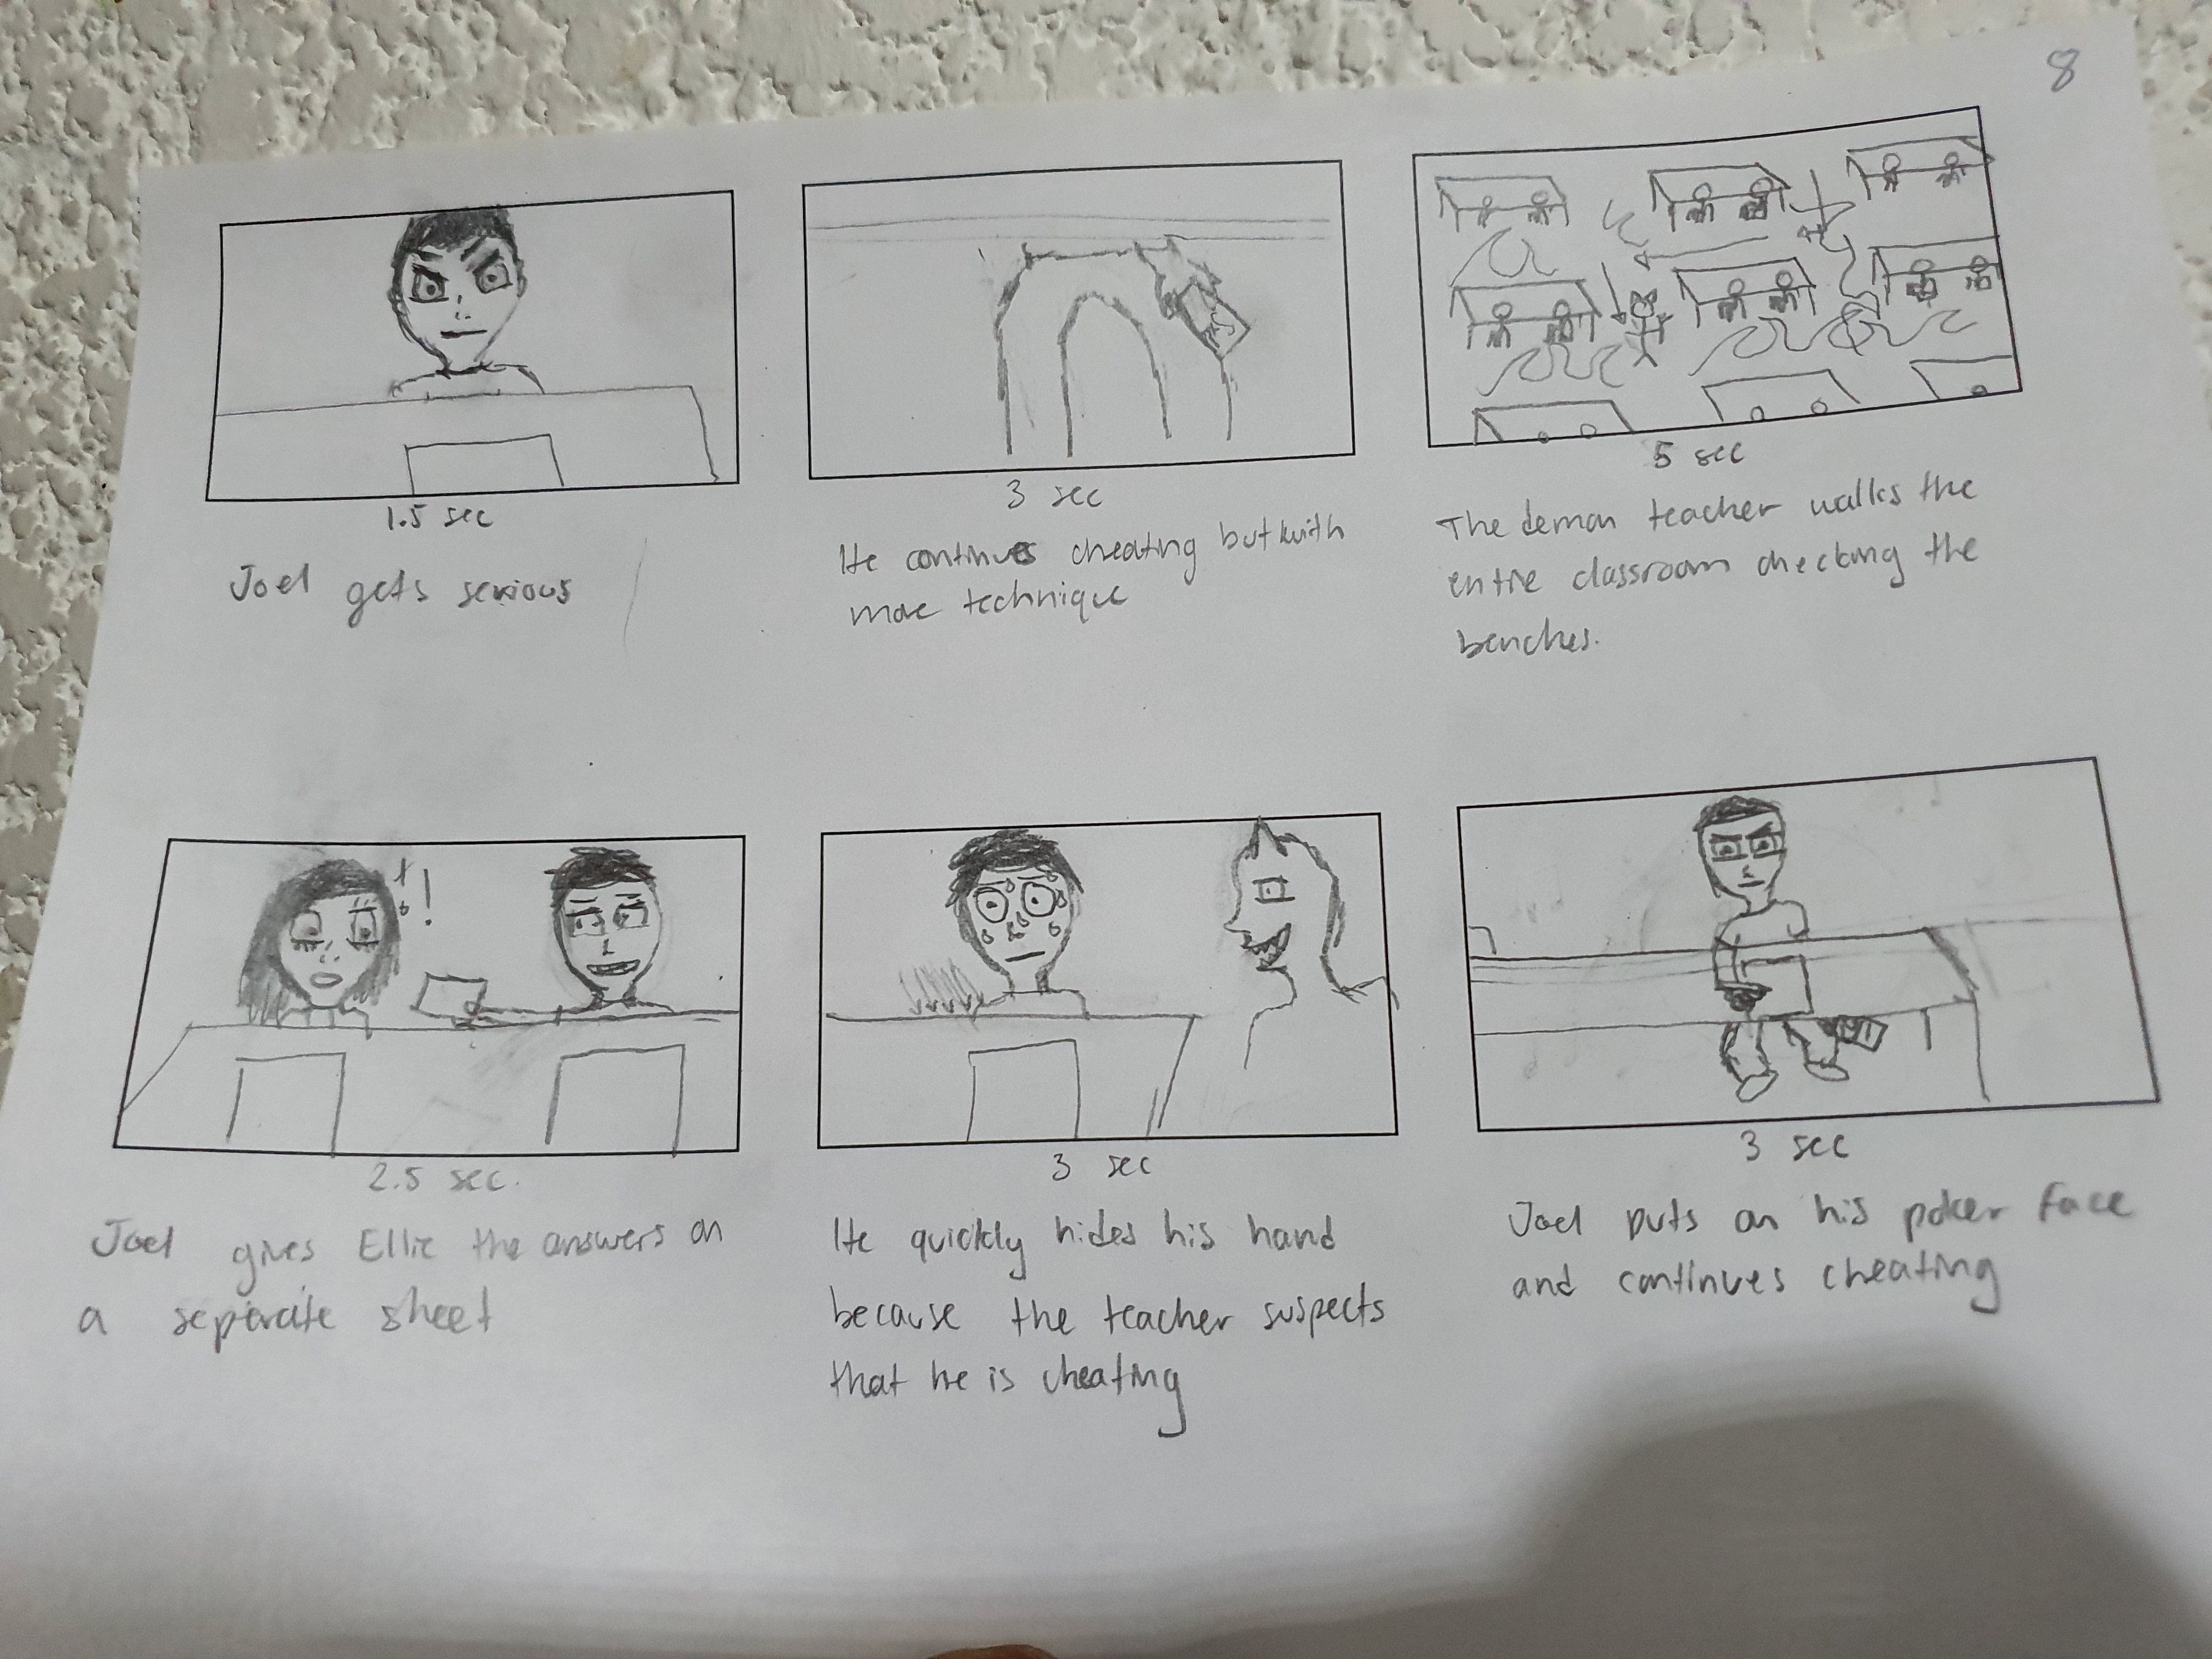 8
1.5 sec
Joel gets serious
3 sec
He continues cheating but with
more technique
5 sec
The demon teacher walks the
entire classroom checking the
benches.
!
2.5 sec.
Joel gives Ellie the answers on
a seperate sheet
3 sec
He quickly hides his hand
because the teacher suspects
that he is cheating
3 sec
Joel puts on his poker face
and continues cheating